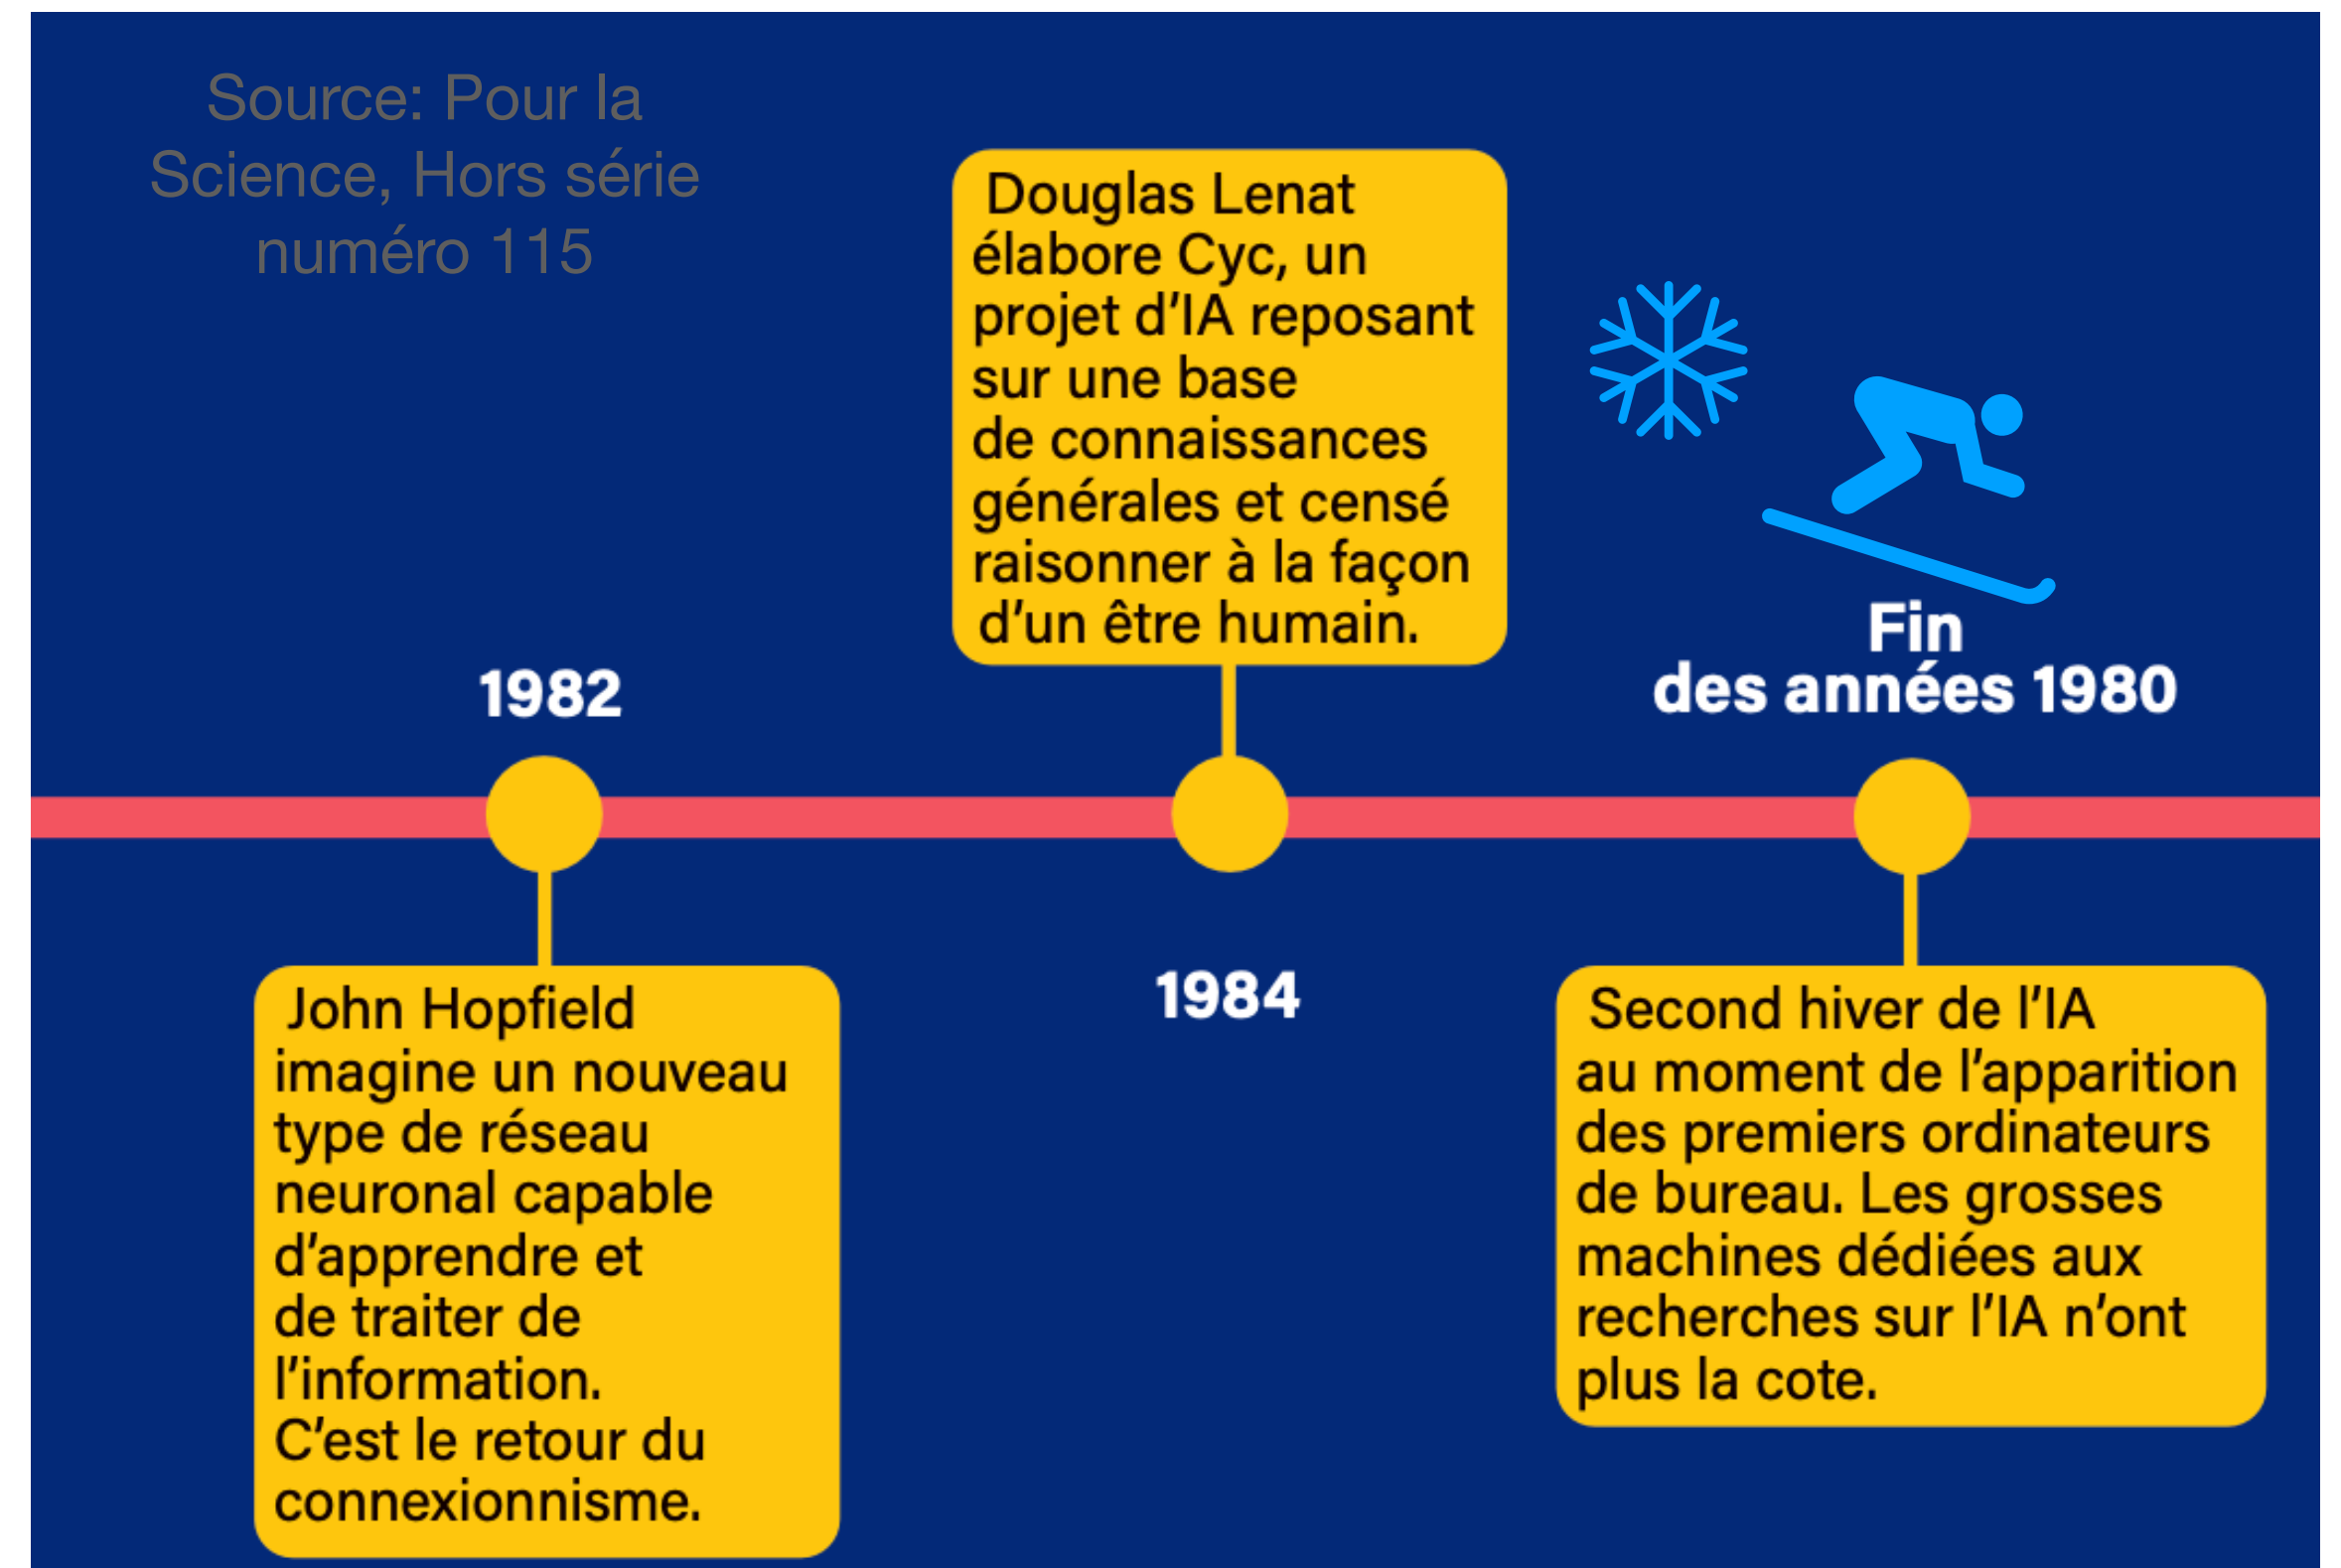 Source: Pour la
Science, Hors série
numéro 115
1982
John Hopfield
imagine un nouveau
type de réseau
neuronal capable
d’apprendre et
de traiter de
l’information.
C’est le retour du
connexionnisme.
Douglas Lenat
élabore Cyc, un
projet d’IA reposant
sur une base
de connaissances
générales et censé
raisonner à la façon
d’un être humain.
1984
Fin
des années 1980
Second hiver de l’IA
au moment de l’apparition
des premiers ordinateurs
de bureau. Les grosses
machines dédiées aux
recherches sur l’IA n’ont
plus la cote.